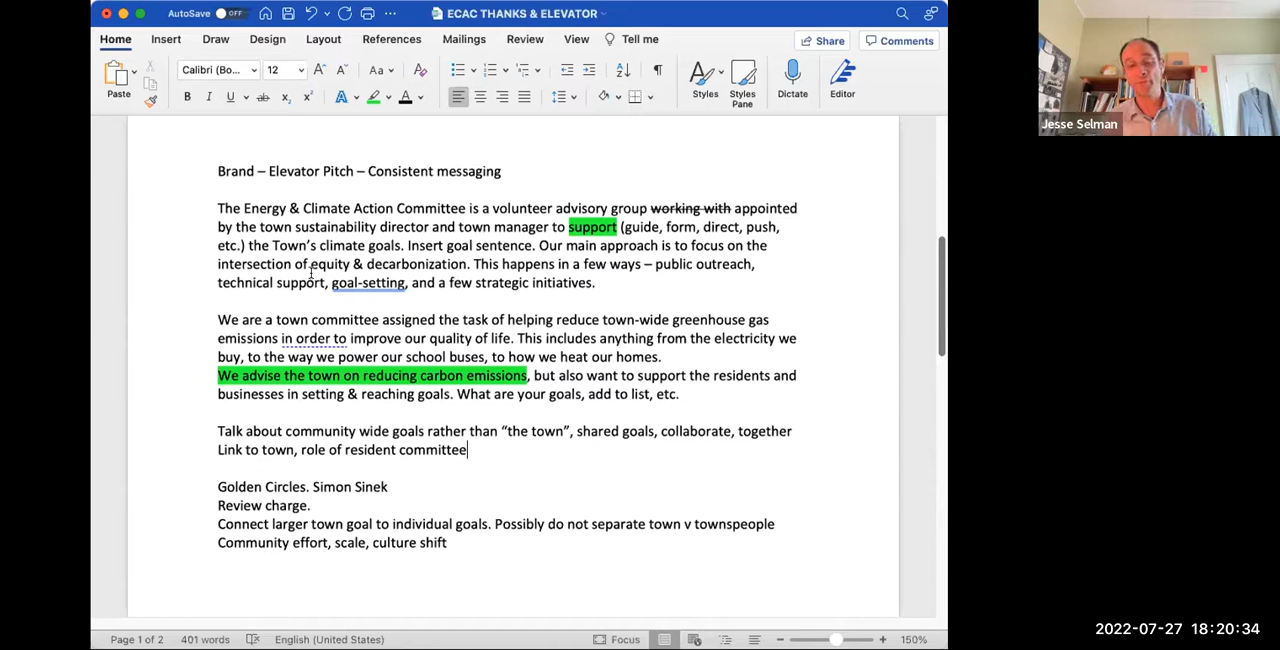 AutoSave OFF ECAC THANKS & ELEVATOR
Home Insert Draw Design Layout References Mailings Review View Tell me Share Comments
Paste Calibri (Bo... 12 Aa Styles Styles Pane Dictate Editor
Brand – Elevator Pitch – Consistent messaging
The Energy & Climate Action Committee is a volunteer advisory group working with appointed
by the town sustainability director and town manager to support (guide, form, direct, push,
etc.) the Town’s climate goals. Insert goal sentence. Our main approach is to focus on the
intersection of equity & decarbonization. This happens in a few ways – public outreach,
technical support, goal-setting, and a few strategic initiatives.
We are a town committee assigned the task of helping reduce town-wide greenhouse gas
emissions in order to improve our quality of life. This includes anything from the electricity we
buy, to the way we power our school buses, to how we heat our homes.
We advise the town on reducing carbon emissions, but also want to support the residents and
businesses in setting & reaching goals. What are your goals, add to list, etc.
Talk about community wide goals rather than “the town”, shared goals, collaborate, together
Link to town, role of resident committee
Golden Circles. Simon Sinek
Review charge.
Connect larger town goal to individual goals. Possibly do not separate town v townspeople
Community effort, scale, culture shift
Page 1 of 2 401 words English (United States) Focus 150%
Jesse Selman
2022-07-27 18:20:34